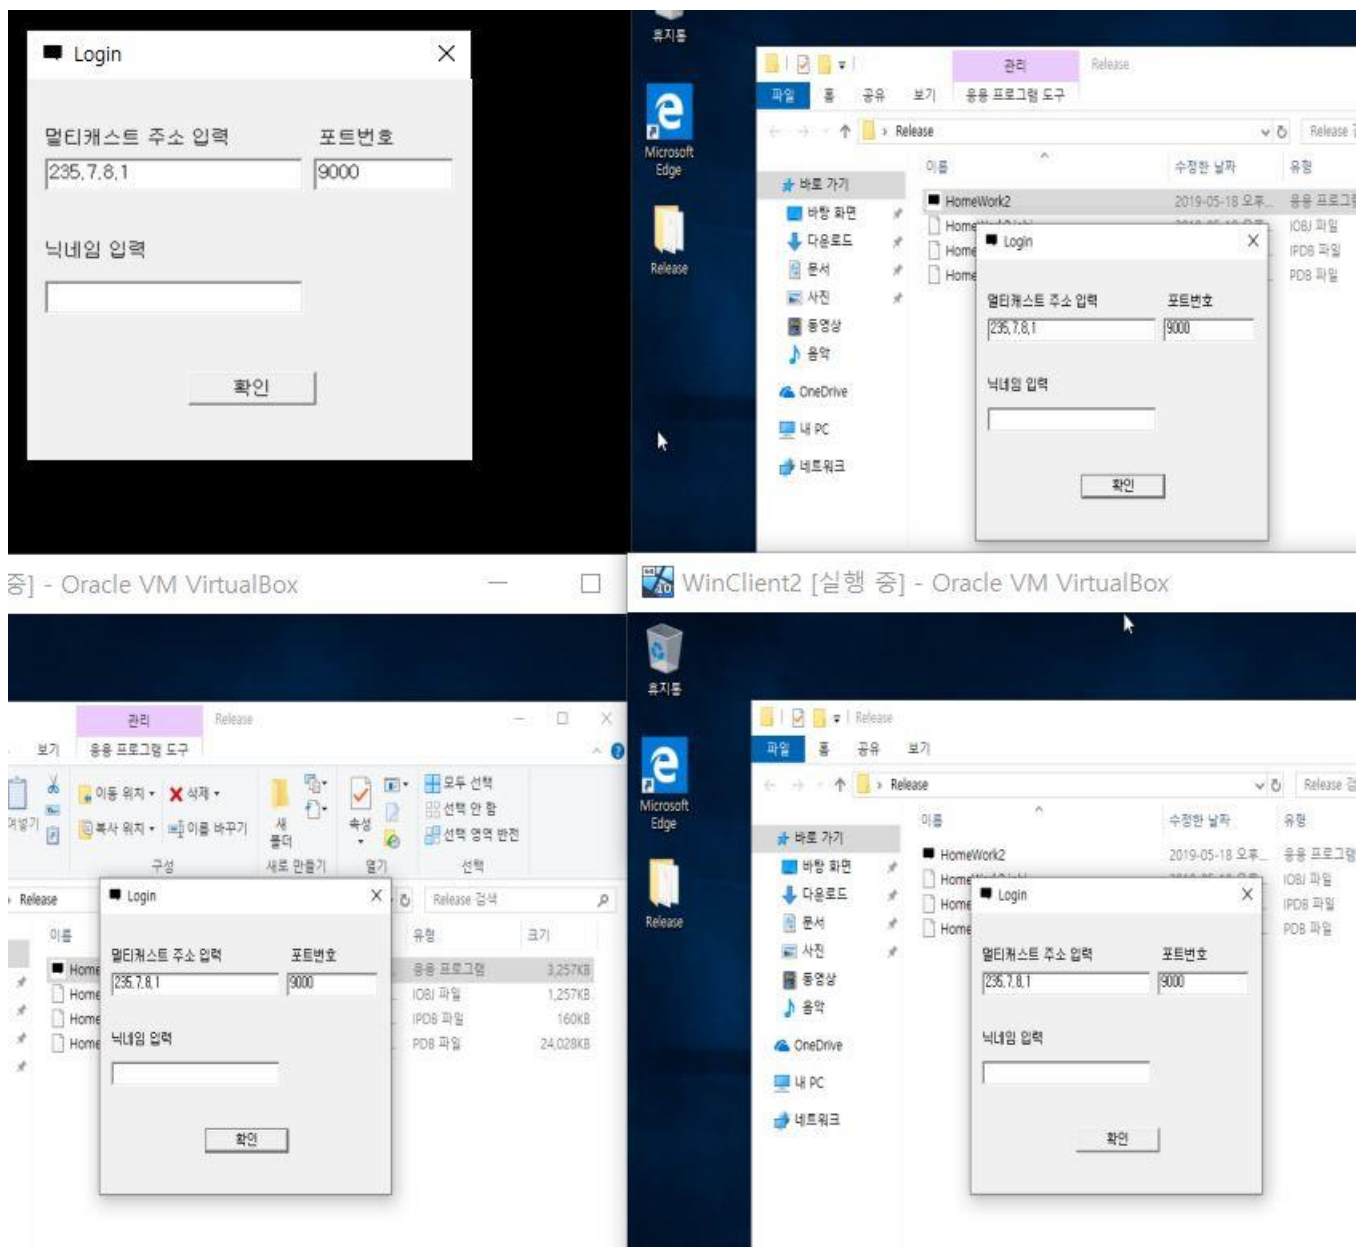 Login
멀티캐스트 주소 입력 포트번호
235.7.8.1 9000
닉네임 입력
확인
휴지통
Microsoft
Edge
Release
관리 Release
파일 홈 공유 보기 응용 프로그램 도구
Release Release
이름 수정한 날짜 유형
바로 가기
바탕 화면
다운로드
문서
사진
동영상
음악
OneDrive
내 PC
네트워크
HomeWork2 2019-05-18 오후... 응용 프로그램
Home IOBJ 파일
Home IPDB 파일
Home PDB 파일
Login
멀티캐스트 주소 입력 포트번호
235.7.8.1 9000
닉네임 입력
확인
중] - Oracle VM VirtualBox
관리 Release
보기 응용 프로그램 도구
이동 위치 삭제
복사 위치 이름 바꾸기
구성
새
폴더
새로 만들기
속성
열기
모두 선택
선택 안 함
선택 영역 반전
선택
Release Release 검색
이름 유형 크기
Home 응용 프로그램 3,257KB
Home IOBJ 파일 1,257KB
Home IPDB 파일 160KB
Home PDB 파일 24,028KB
Login
멀티캐스트 주소 입력 포트번호
235.7.8.1 9000
닉네임 입력
확인
WinClient2 [실행 중] - Oracle VM VirtualBox
휴지통
Microsoft
Edge
Release
Release
파일 홈 공유 보기
Release Release
이름 수정한 날짜 유형
바로 가기
바탕 화면
다운로드
문서
사진
동영상
음악
OneDrive
내 PC
네트워크
HomeWork2 2019-05-18 오후... 응용 프로그램
Home IOBJ 파일
Home IPDB 파일
Home PDB 파일
Login
멀티캐스트 주소 입력 포트번호
235.7.8.1 9000
닉네임 입력
확인